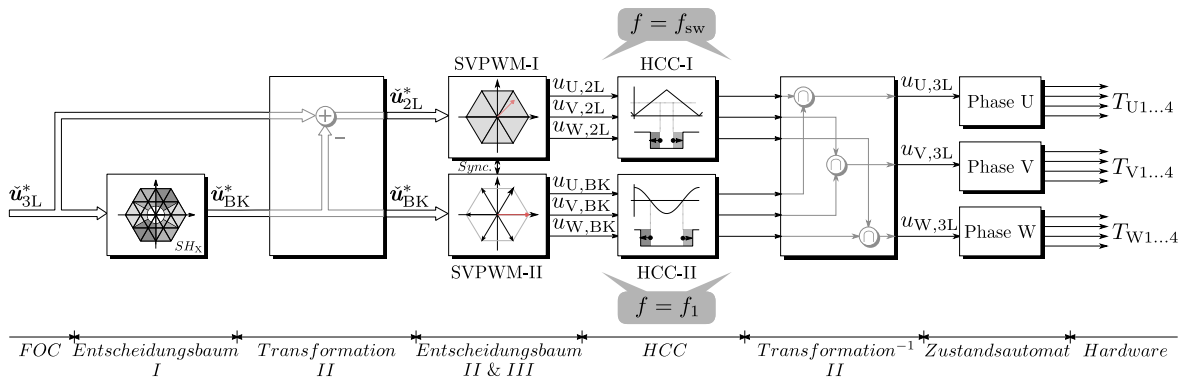 f = f_sw
SVPWM-I
HCC-I
ǔ*_2L
u_U,2L
u_V,2L
u_W,2L
u_U,3L
Phase U
T_U1...4
Sync.
ǔ*_3L
SH_X
ǔ*_BK
ǔ*_BK
u_U,BK
u_V,BK
u_W,BK
u_V,3L
Phase V
T_V1...4
u_W,3L
Phase W
T_W1...4
+
−
SVPWM-II
HCC-II
f = f_1
FOC
Entscheidungsbaum
I
Transformation
II
Entscheidungsbaum
II & III
HCC
Transformation⁻¹
II
Zustandsautomat
Hardware